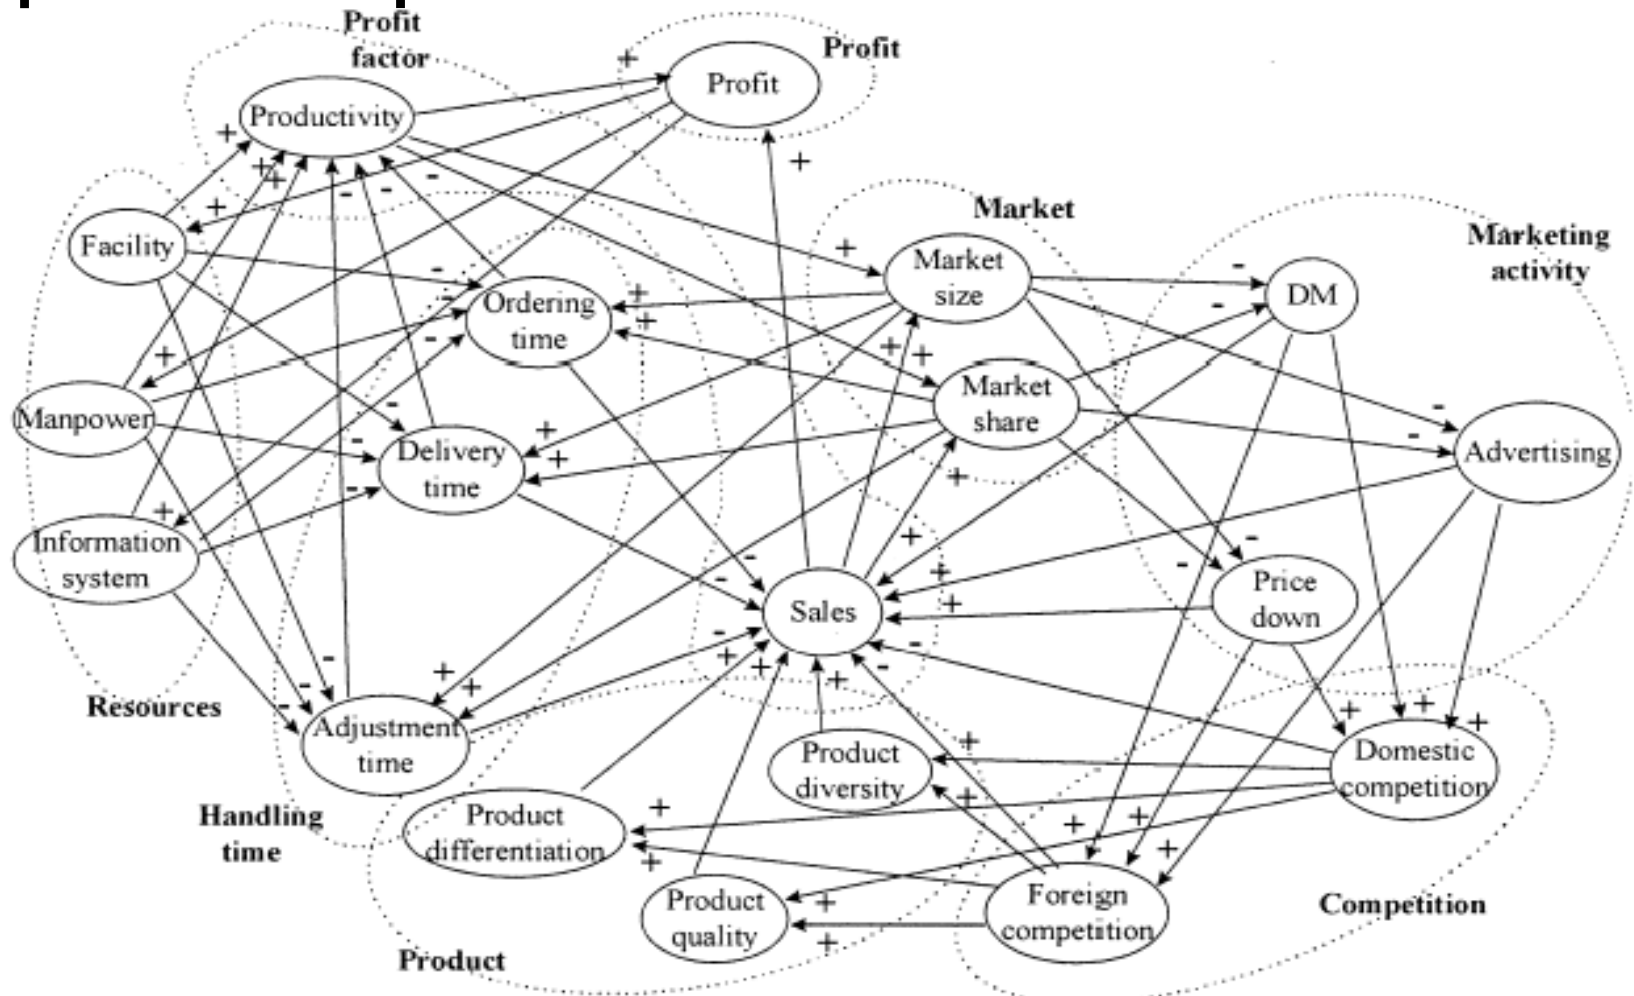 Profit
factor
Profit
Profit
Productivity
Market
Marketing
activity
Facility
Market
size
DM
Ordering
time
Manpower
Market
share
Advertising
Delivery
time
Information
system
Sales
Price
down
Resources
Adjustment
time
Product
diversity
Domestic
competition
Handling
time
Product
differentiation
Product
quality
Foreign
competition
Competition
Product